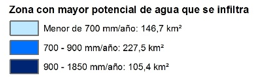 Zona con mayor potencial de agua que se infiltra
Menor de 700 mm/año: 146,7 km²
700 - 900 mm/año: 227,5 km²
900 - 1850 mm/año: 105,4 km²